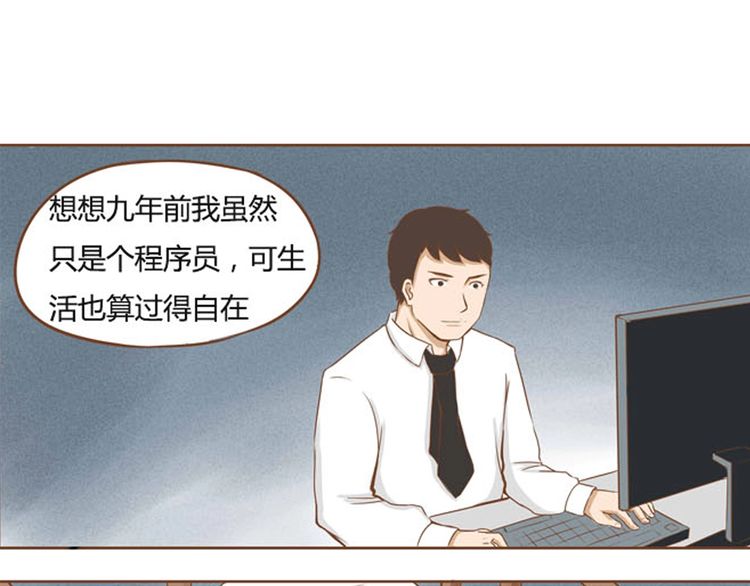 想想九年前我虽然
只是个程序员，可生
活也算过得自在